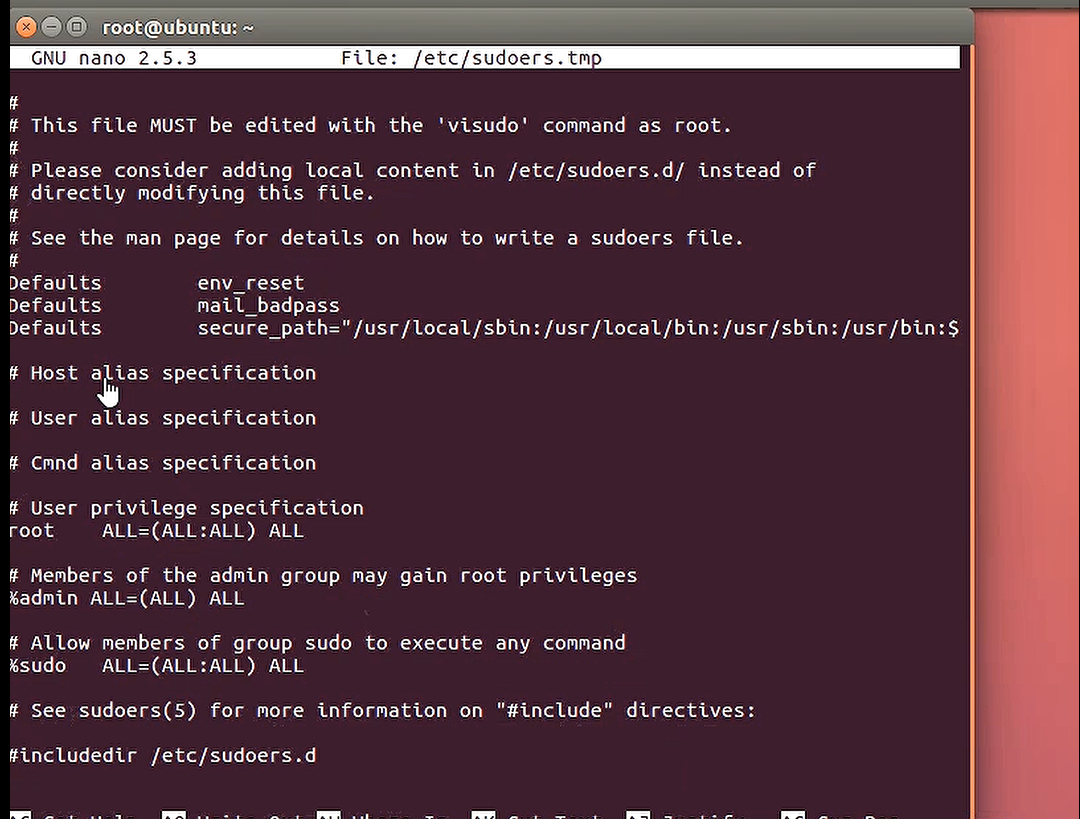 root@ubuntu: ~
GNU nano 2.5.3 File: /etc/sudoers.tmp
#
# This file MUST be edited with the 'visudo' command as root.
#
# Please consider adding local content in /etc/sudoers.d/ instead of
# directly modifying this file.
#
# See the man page for details on how to write a sudoers file.
#
Defaults env_reset
Defaults mail_badpass
Defaults secure_path="/usr/local/sbin:/usr/local/bin:/usr/sbin:/usr/bin:$
# Host alias specification
# User alias specification
# Cmnd alias specification
# User privilege specification
root ALL=(ALL:ALL) ALL
# Members of the admin group may gain root privileges
%admin ALL=(ALL) ALL
# Allow members of group sudo to execute any command
%sudo ALL=(ALL:ALL) ALL
# See sudoers(5) for more information on "#include" directives:
#includedir /etc/sudoers.d